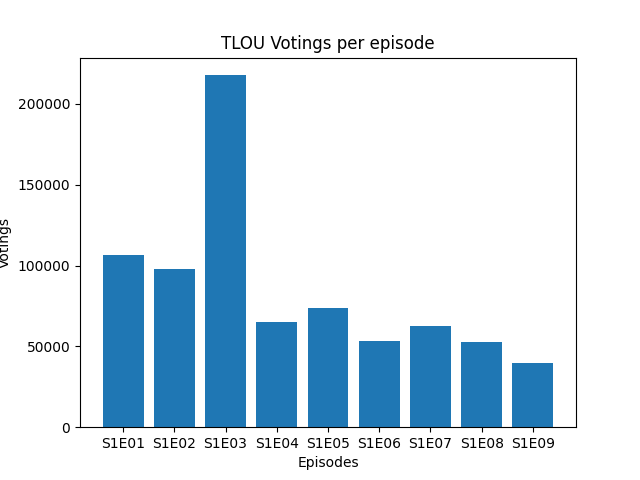 TLOU Votings per episode
200000
150000
100000
50000
0
Votings
S1E01 S1E02 S1E03 S1E04 S1E05 S1E06 S1E07 S1E08 S1E09
Episodes